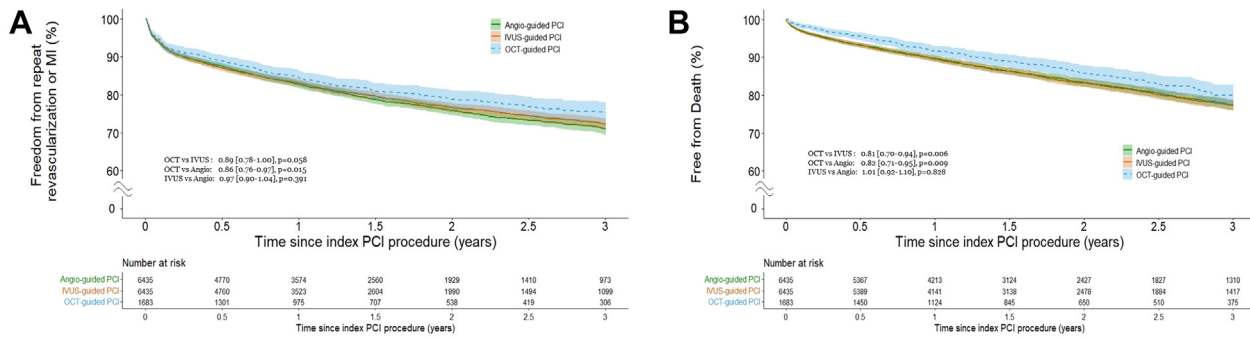 A
Freedom from repeat
revascularization or MI (%)
100
90
80
70
60
0
Angio-guided PCI
IVUS-guided PCI
OCT-guided PCI
OCT vs IVUS : 0.89 [0.78-1.00], p=0.058
OCT vs Angio: 0.86 [0.76-0.97], p=0.015
IVUS vs Angio: 0.97 [0.90-1.04], p=0.391
0 0.5 1 1.5 2 2.5 3
Time since index PCI procedure (years)
Number at risk
Angio-guided PCI 6435 4770 3574 2560 1929 1410 973
IVUS-guided PCI 6435 4760 3523 2604 1990 1494 1099
OCT-guided PCI 1683 1301 975 707 538 419 306
0 0.5 1 1.5 2 2.5 3
Time since index PCI procedure (years)
B
Free from Death (%)
100
90
80
70
60
0
OCT vs IVUS : 0.81 [0.70-0.94], p=0.006
OCT vs Angio: 0.82 [0.71-0.95], p=0.009
IVUS vs Angio: 1.01 [0.92-1.10], p=0.828
Angio-guided PCI
IVUS-guided PCI
OCT-guided PCI
0 0.5 1 1.5 2 2.5 3
Time since index PCI procedure (years)
Number at risk
Angio-guided PCI 6435 5367 4213 3124 2427 1827 1310
IVUS-guided PCI 6435 5389 4141 3138 2478 1884 1417
OCT-guided PCI 1683 1450 1124 845 650 510 375
0 0.5 1 1.5 2 2.5 3
Time since index PCI procedure (years)